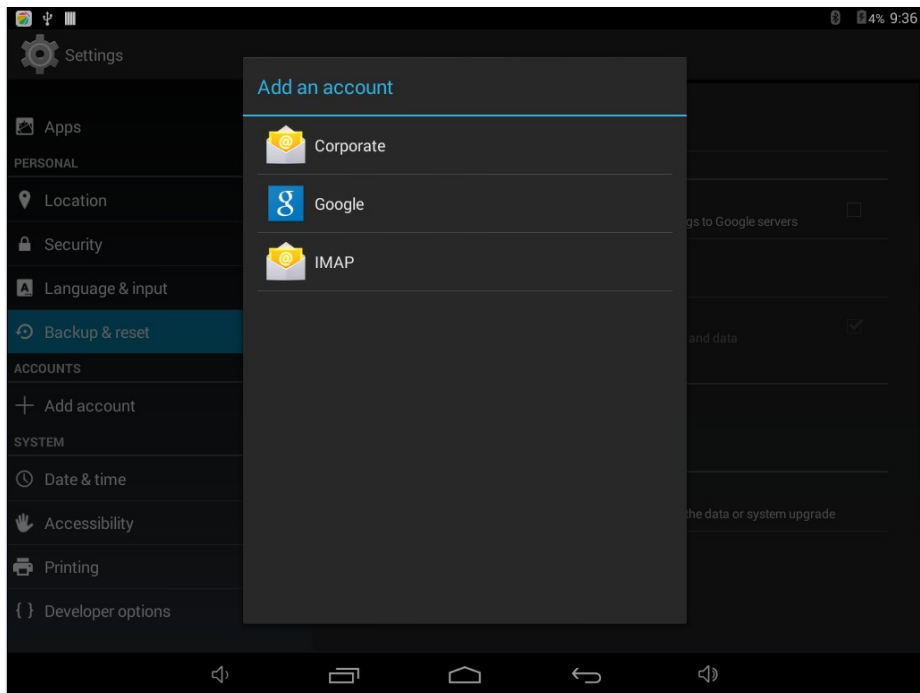 4% 9:36
Settings
Add an account
Corporate
Google
IMAP
Apps
PERSONAL
Location
Security
Language & input
Backup & reset
ACCOUNTS
Add account
SYSTEM
Date & time
Accessibility
Printing
{ } Developer options
gs to Google servers
and data
the data or system upgrade